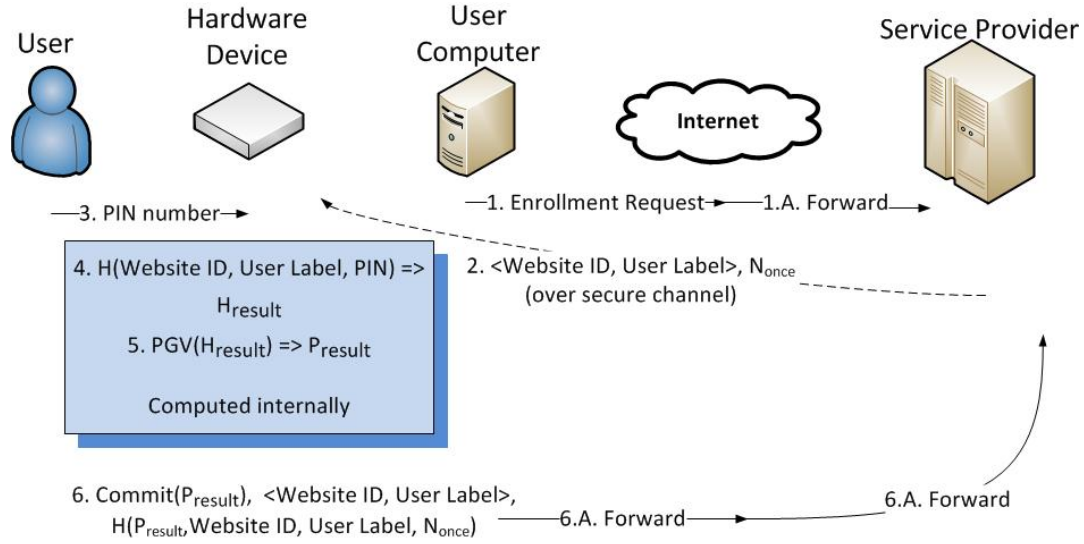 User
Hardware
Device
User
Computer
Service Provider
Internet
3. PIN number
1. Enrollment Request
1.A. Forward
4. H(Website ID, User Label, PIN) =>
Hresult
5. PGV(Hresult) => Presult
Computed internally
2. <Website ID, User Label>, Nonce
(over secure channel)
6. Commit(Presult), <Website ID, User Label>,
H(Presult,Website ID, User Label, Nonce)
6.A. Forward
6.A. Forward